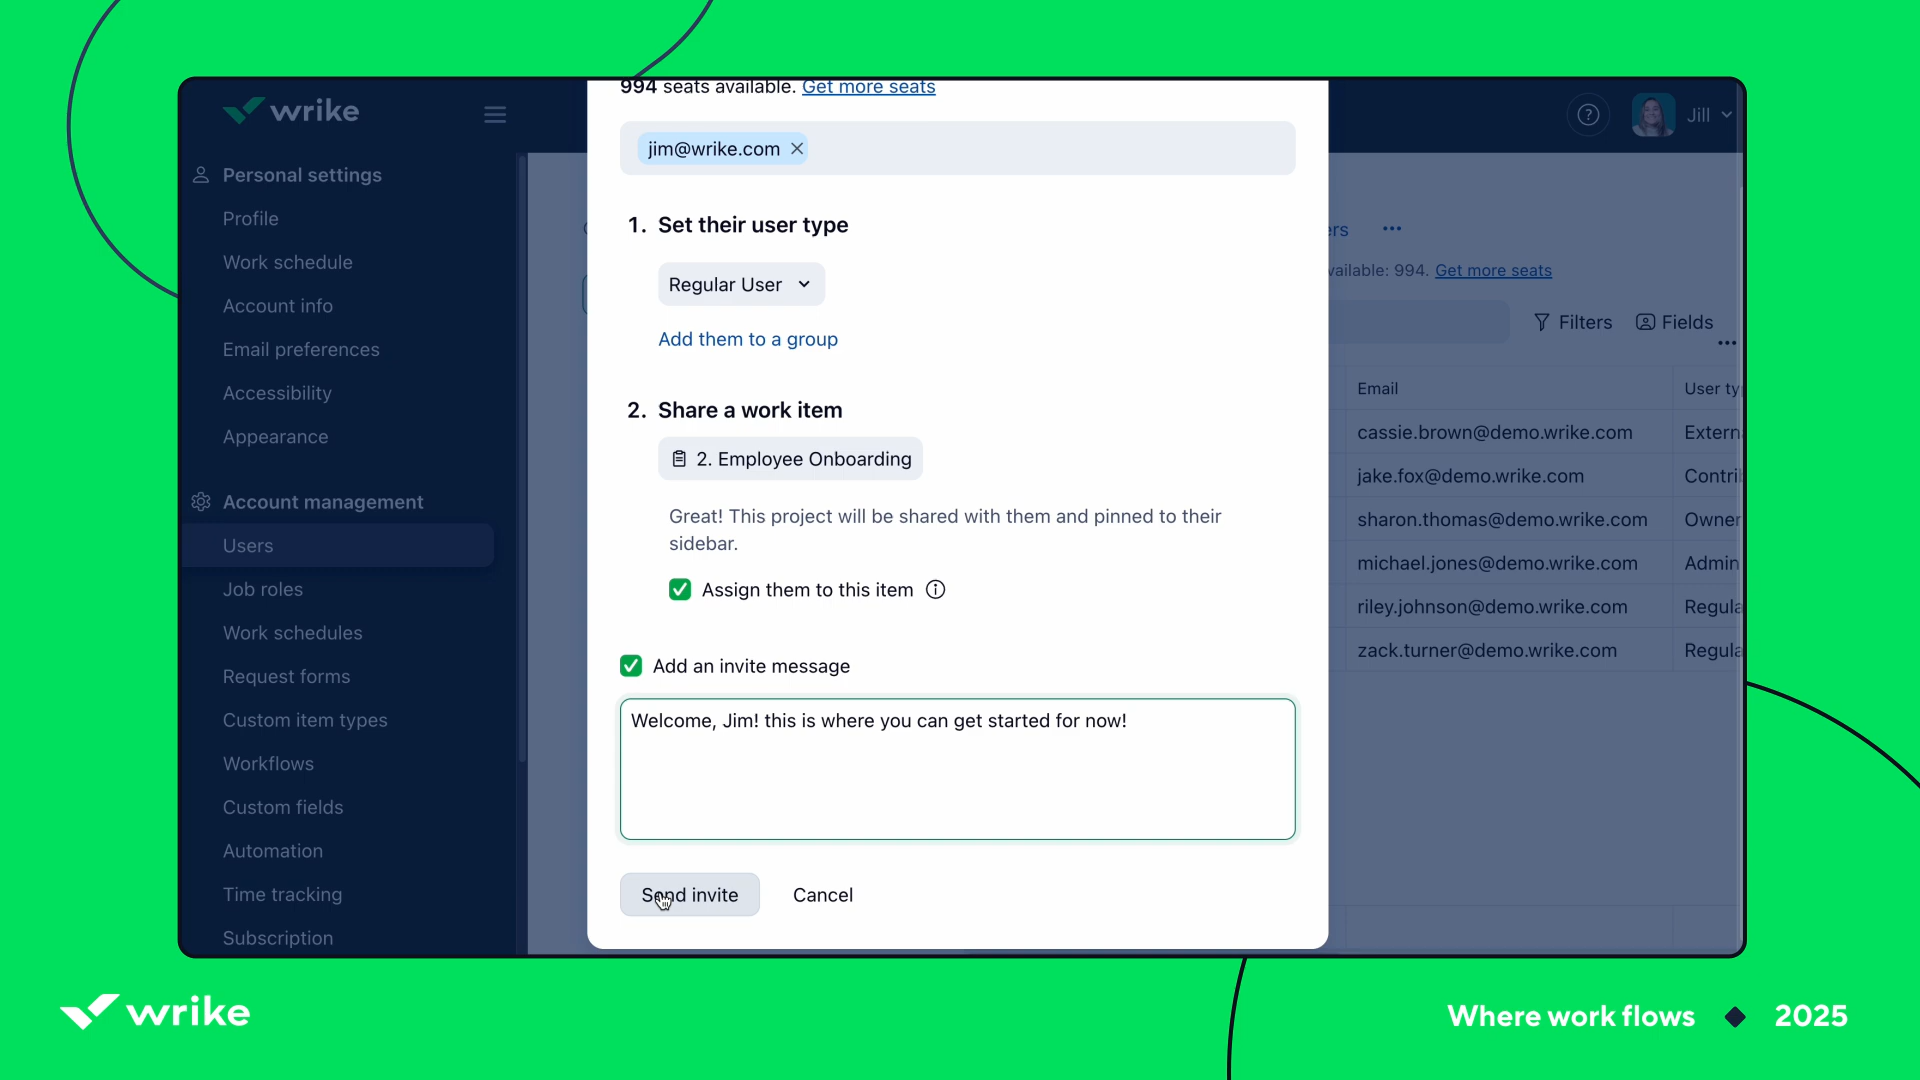 wrike
Personal settings
Profile
Work schedule
Account info
Email preferences
Accessibility
Appearance
Account management
Users
Job roles
Work schedules
Request forms
Custom item types
Workflows
Custom fields
Automation
Time tracking
Subscription
994 seats available. Get more seats
jim@wrike.com
1. Set their user type
Regular User
Add them to a group
2. Share a work item
2. Employee Onboarding
Great! This project will be shared with them and pinned to their
sidebar.
Assign them to this item
Add an invite message
Welcome, Jim! this is where you can get started for now!
Send invite Cancel
? Jill
994. Get more seats
Filters Fields
Email User
cassie.brown@demo.wrike.com
jake.fox@demo.wrike.com
sharon.thomas@demo.wrike.com Owner
michael.jones@demo.wrike.com Admin
riley.johnson@demo.wrike.com
zack.turner@demo.wrike.com
wrike
Where work flows 2025